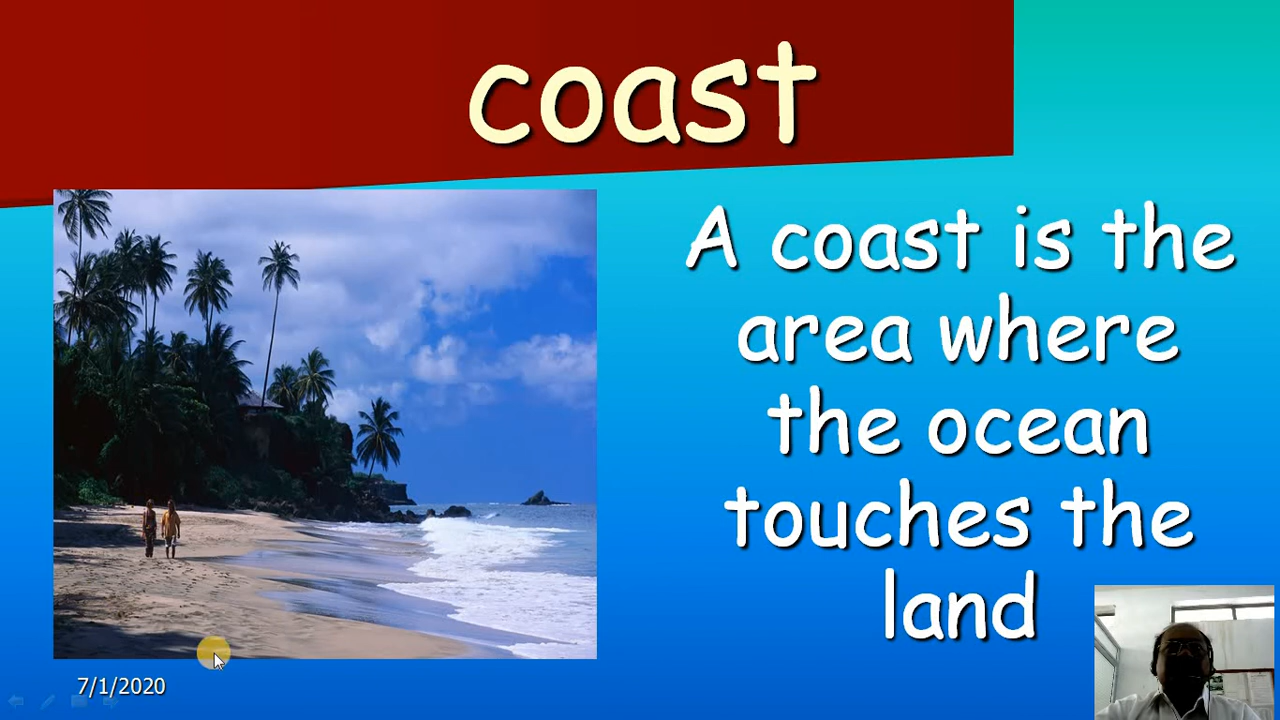 coast
A coast is the
area where
the ocean
touches the
land
7/1/2020